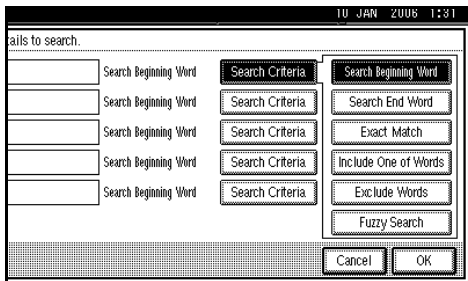 10 JAN 2006 1:31
tails to search.
Search Beginning Word Search Criteria Search Beginning Word
Search Beginning Word Search Criteria Search End Word
Search Beginning Word Search Criteria Exact Match
Search Beginning Word Search Criteria Include One of Words
Search Beginning Word Search Criteria Exclude Words
Fuzzy Search
Cancel OK